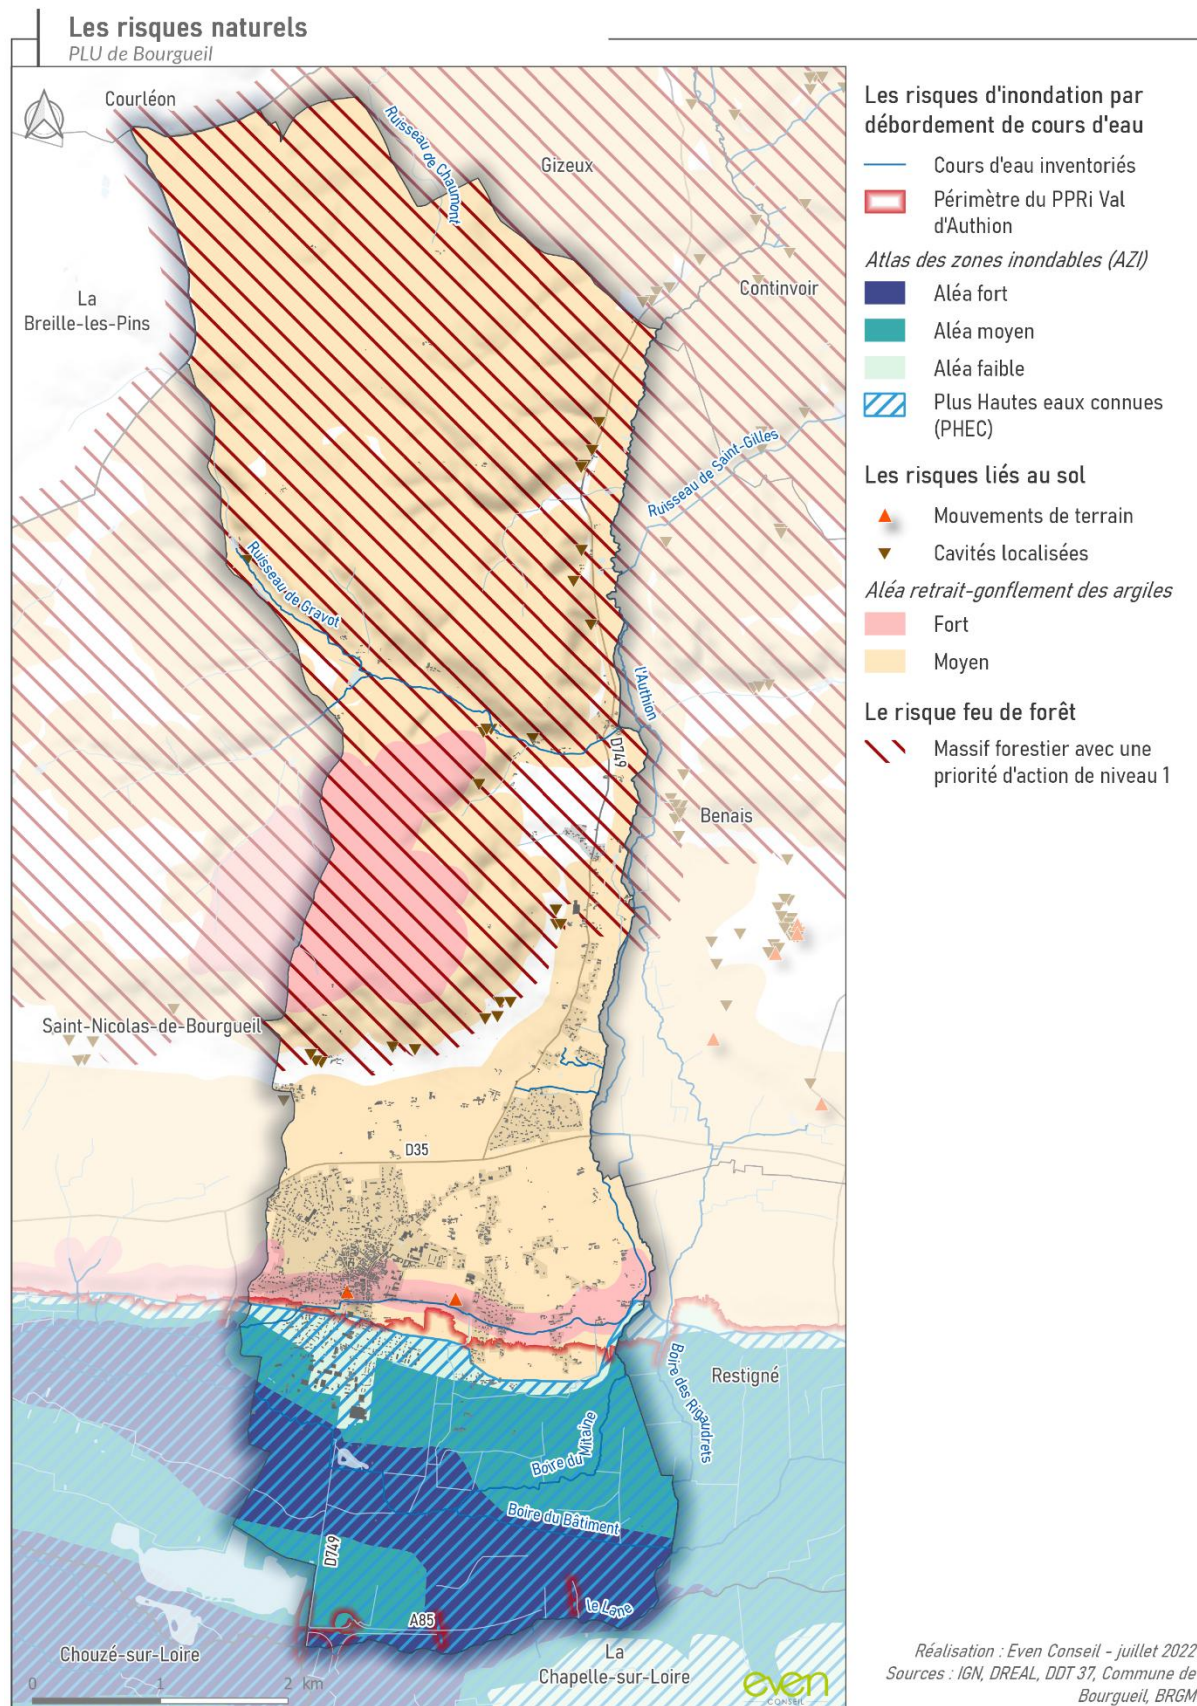 Les risques naturels
PLU de Bourgueil
Courléon
Ruisseau de Chaumont
Gizeux
La
Breille-les-Pins
Continvoir
Ruisseau de Saint-Gilles
Ruisseau de Gravot
l'Authion
D749
Benais
Saint-Nicolas-de-Bourgueil
D35
Restigné
Boire des Rigaudrets
Boire du Mitaine
Boire du Bâtiment
D749
le Lane
A85
Chouzé-sur-Loire
La
Chapelle-sur-Loire
0 1 2 km
even
CONSEIL
Les risques d'inondation par
débordement de cours d'eau
Cours d'eau inventoriés
Périmètre du PPRi Val
d'Authion
Atlas des zones inondables (AZI)
Aléa fort
Aléa moyen
Aléa faible
Plus Hautes eaux connues
(PHEC)
Les risques liés au sol
Mouvements de terrain
Cavités localisées
Aléa retrait-gonflement des argiles
Fort
Moyen
Le risque feu de forêt
Massif forestier avec une
priorité d'action de niveau 1
Réalisation : Even Conseil - juillet 2022
Sources : IGN, DREAL, DDT 37, Commune de
Bourgueil, BRGM